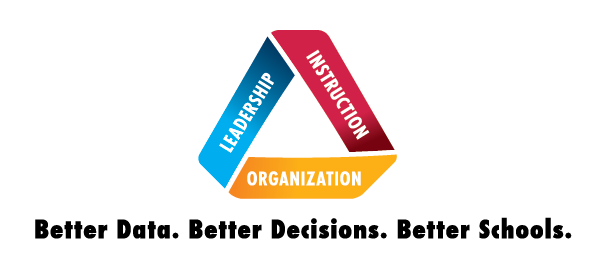 LEADERSHIP
INSTRUCTION
ORGANIZATION
Better Data. Better Decisions. Better Schools.